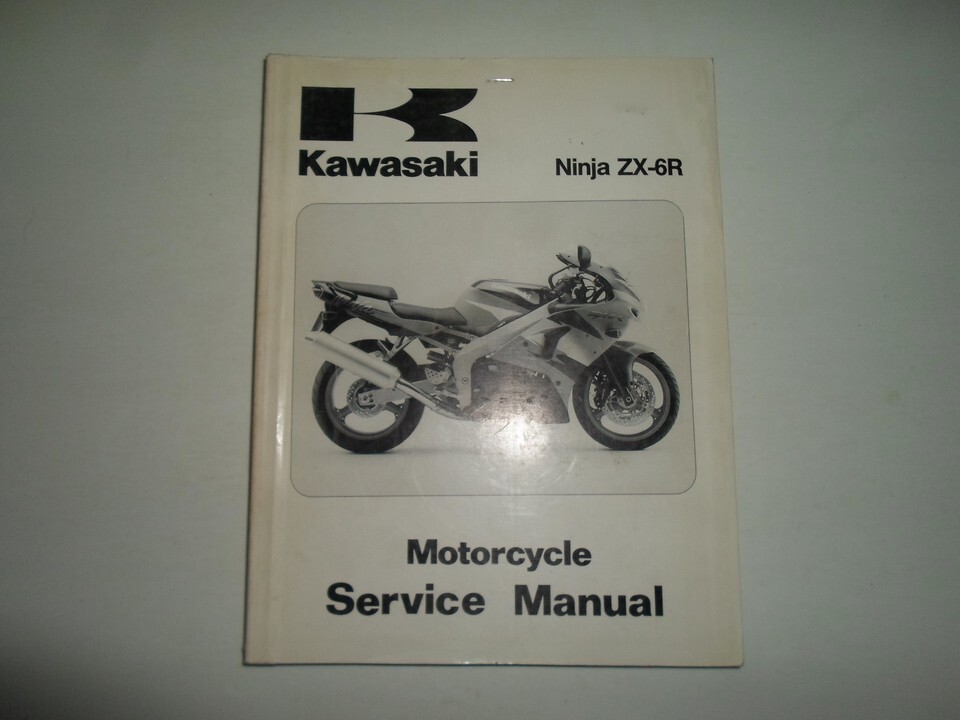 Kawasaki
Ninja ZX-6R
Motorcycle
Service Manual